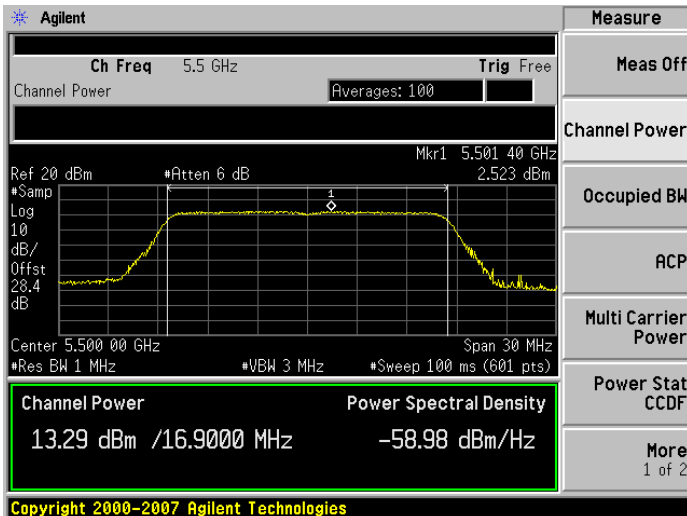 Agilent
Measure
Ch Freq 5.5 GHz Trig Free
Channel Power Averages: 100
Mkr1 5.501 40 GHz
Ref 20 dBm #Atten 6 dB 2.523 dBm
#Samp
Log
10
dB/
Offst
28.4
dB
1
Center 5.500 00 GHz Span 30 MHz
#Res BW 1 MHz #VBW 3 MHz #Sweep 100 ms (601 pts)
Channel Power Power Spectral Density
13.29 dBm /16.9000 MHz -58.98 dBm/Hz
Copyright 2000-2007 Agilent Technologies
Meas Off
Channel Power
Occupied BW
ACP
Multi Carrier
Power
Power Stat
CCDF
More
1 of 2